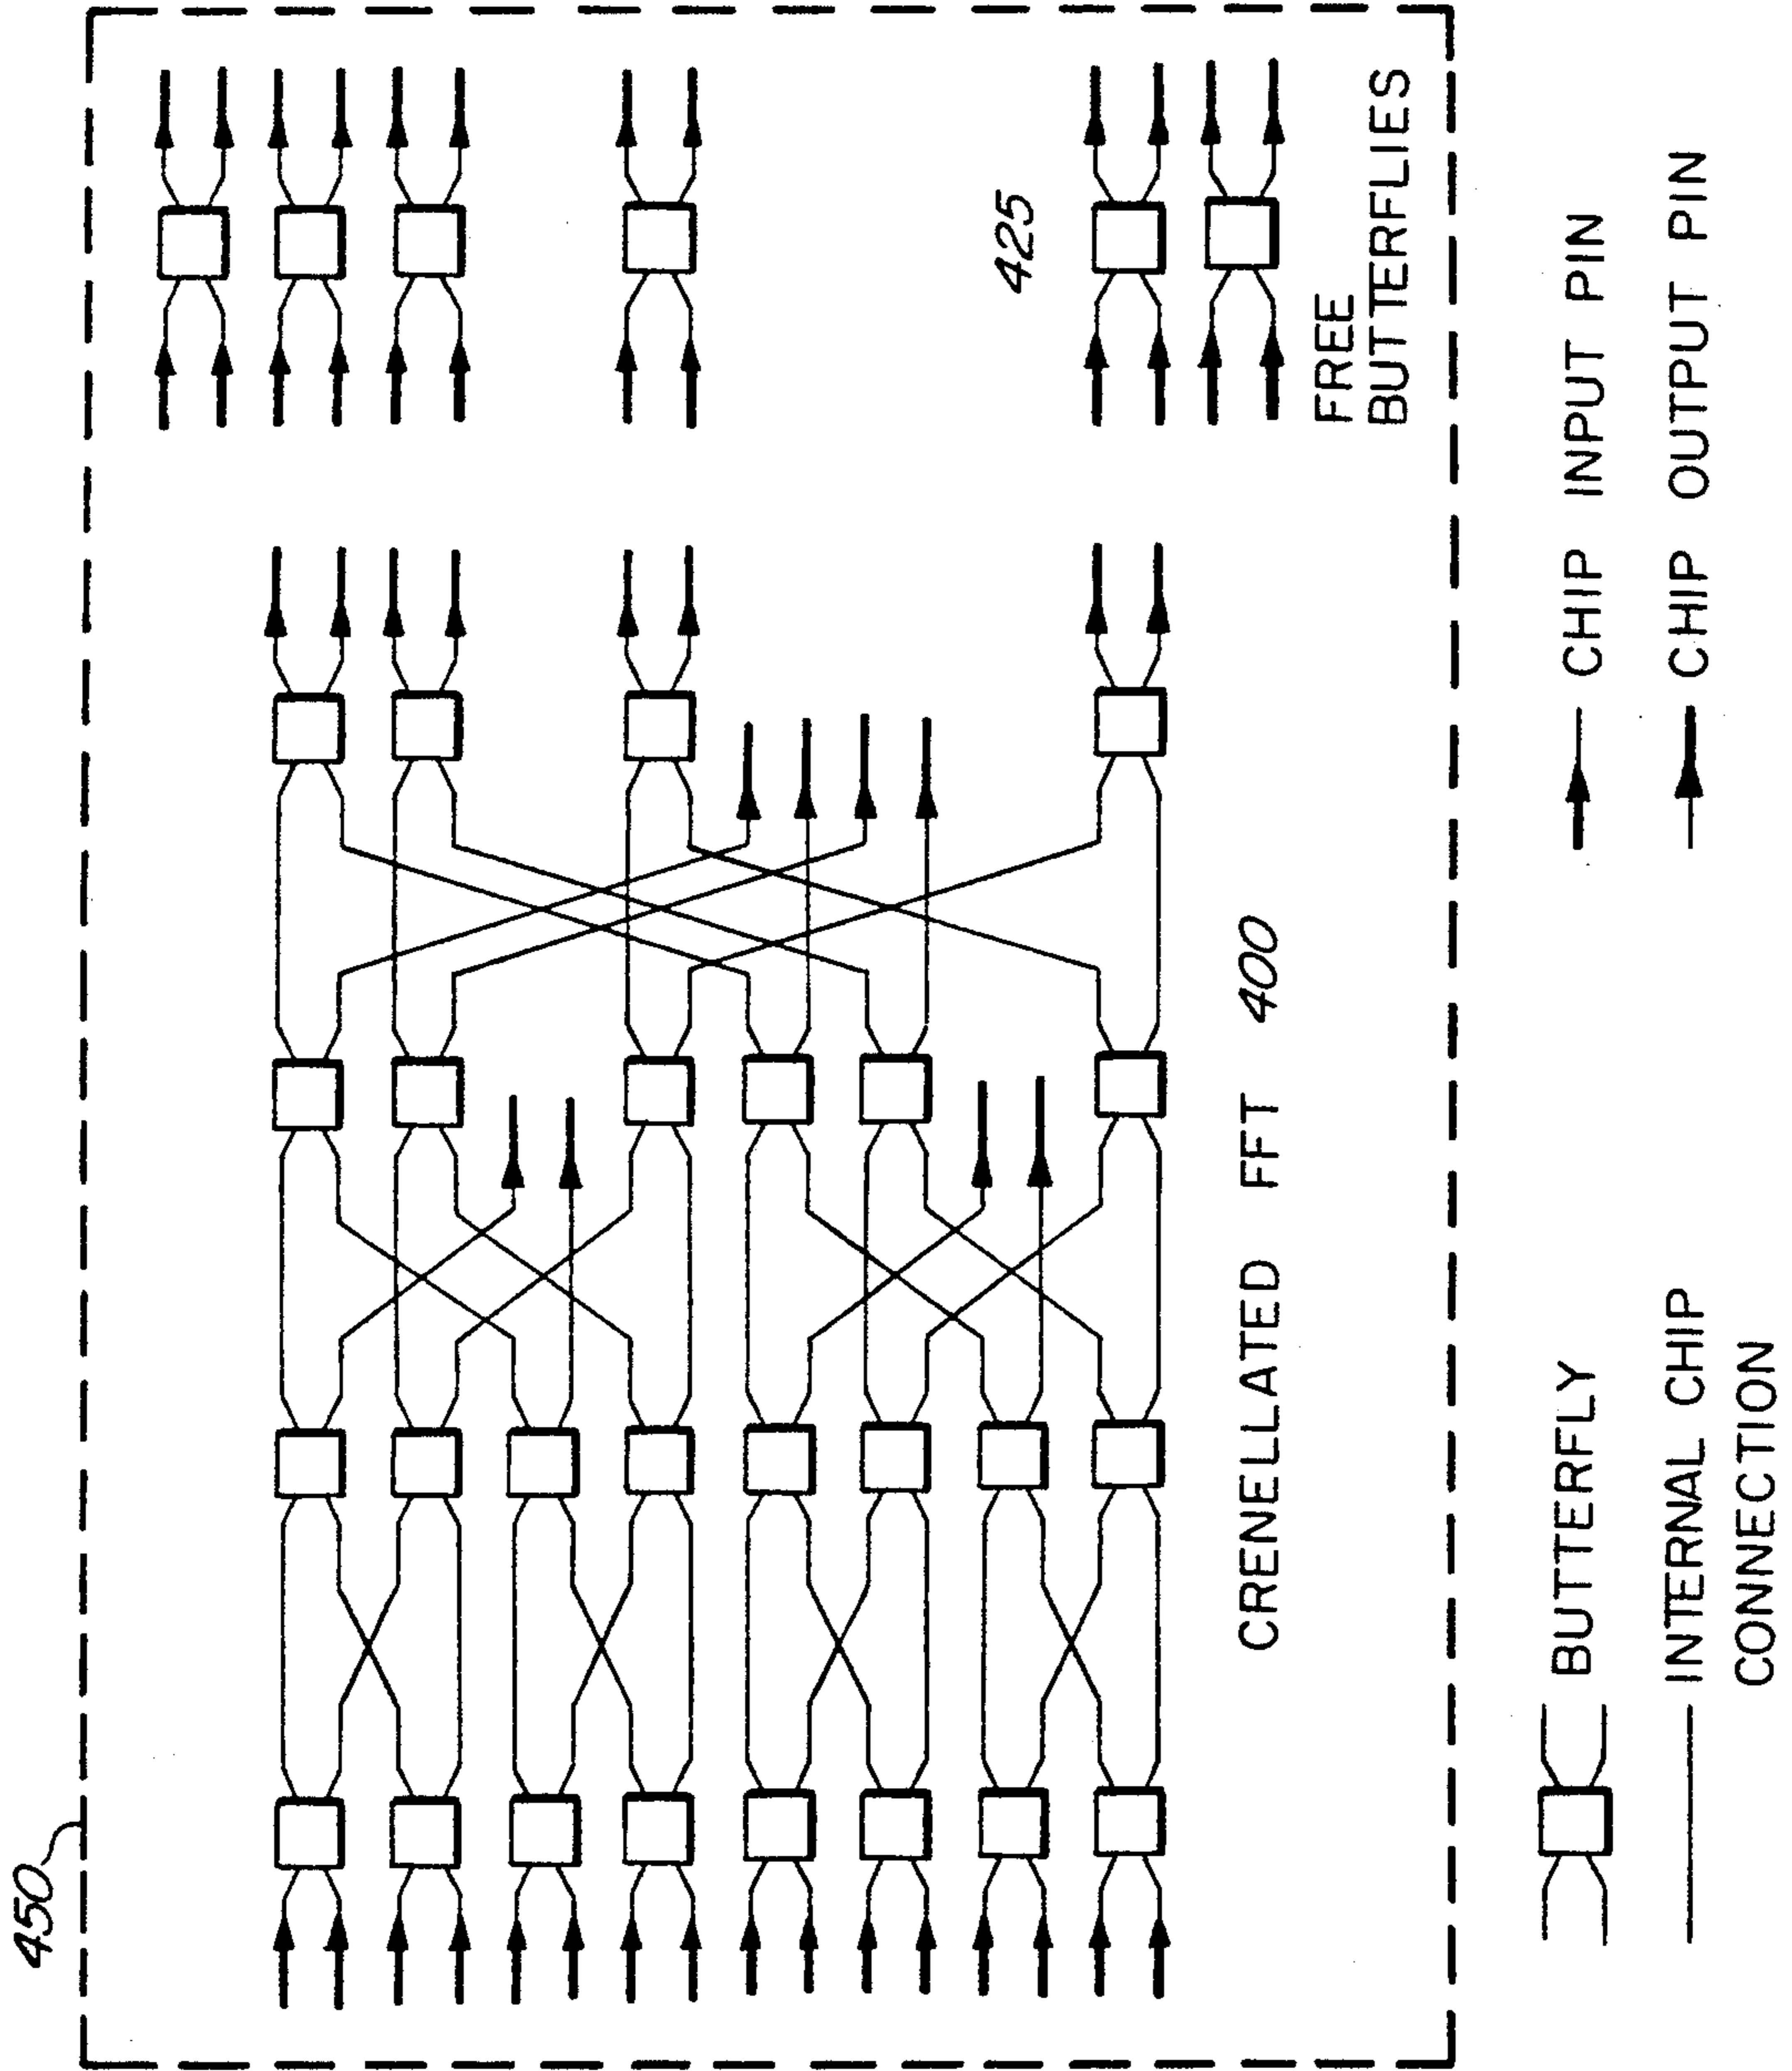 450
425
FREE
BUTTERFLIES
CRENELLATED FFT 400
BUTTERFLY
INTERNAL CHIP
CONNECTION
CHIP INPUT PIN
CHIP OUTPUT PIN